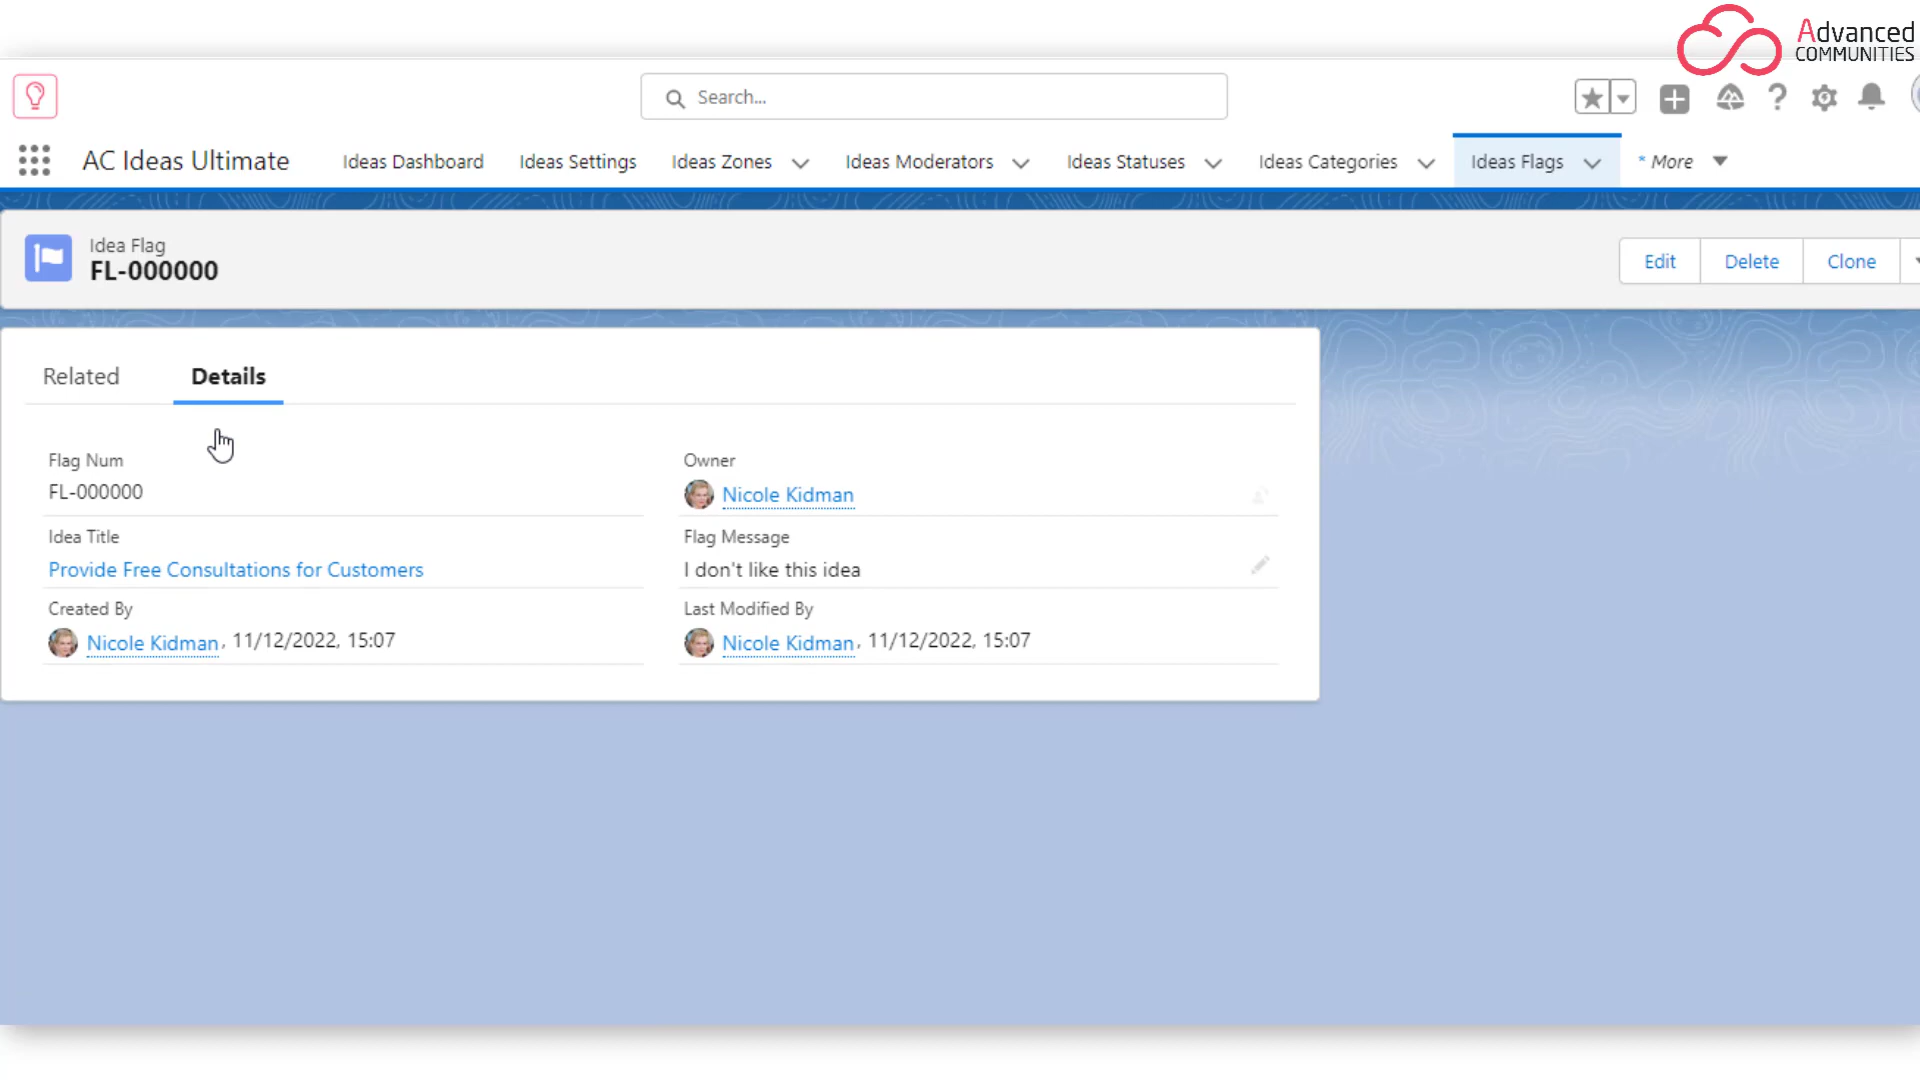 Advanced
COMMUNITIES
Search...
AC Ideas Ultimate
Ideas Dashboard
Ideas Settings
Ideas Zones
Ideas Moderators
Ideas Statuses
Ideas Categories
Ideas Flags
* More
Idea Flag
FL-000000
Edit
Delete
Clone
Related
Details
Flag Num
FL-000000
Owner
Nicole Kidman
Idea Title
Provide Free Consultations for Customers
Flag Message
I don't like this idea
Created By
Nicole Kidman, 11/12/2022, 15:07
Last Modified By
Nicole Kidman, 11/12/2022, 15:07